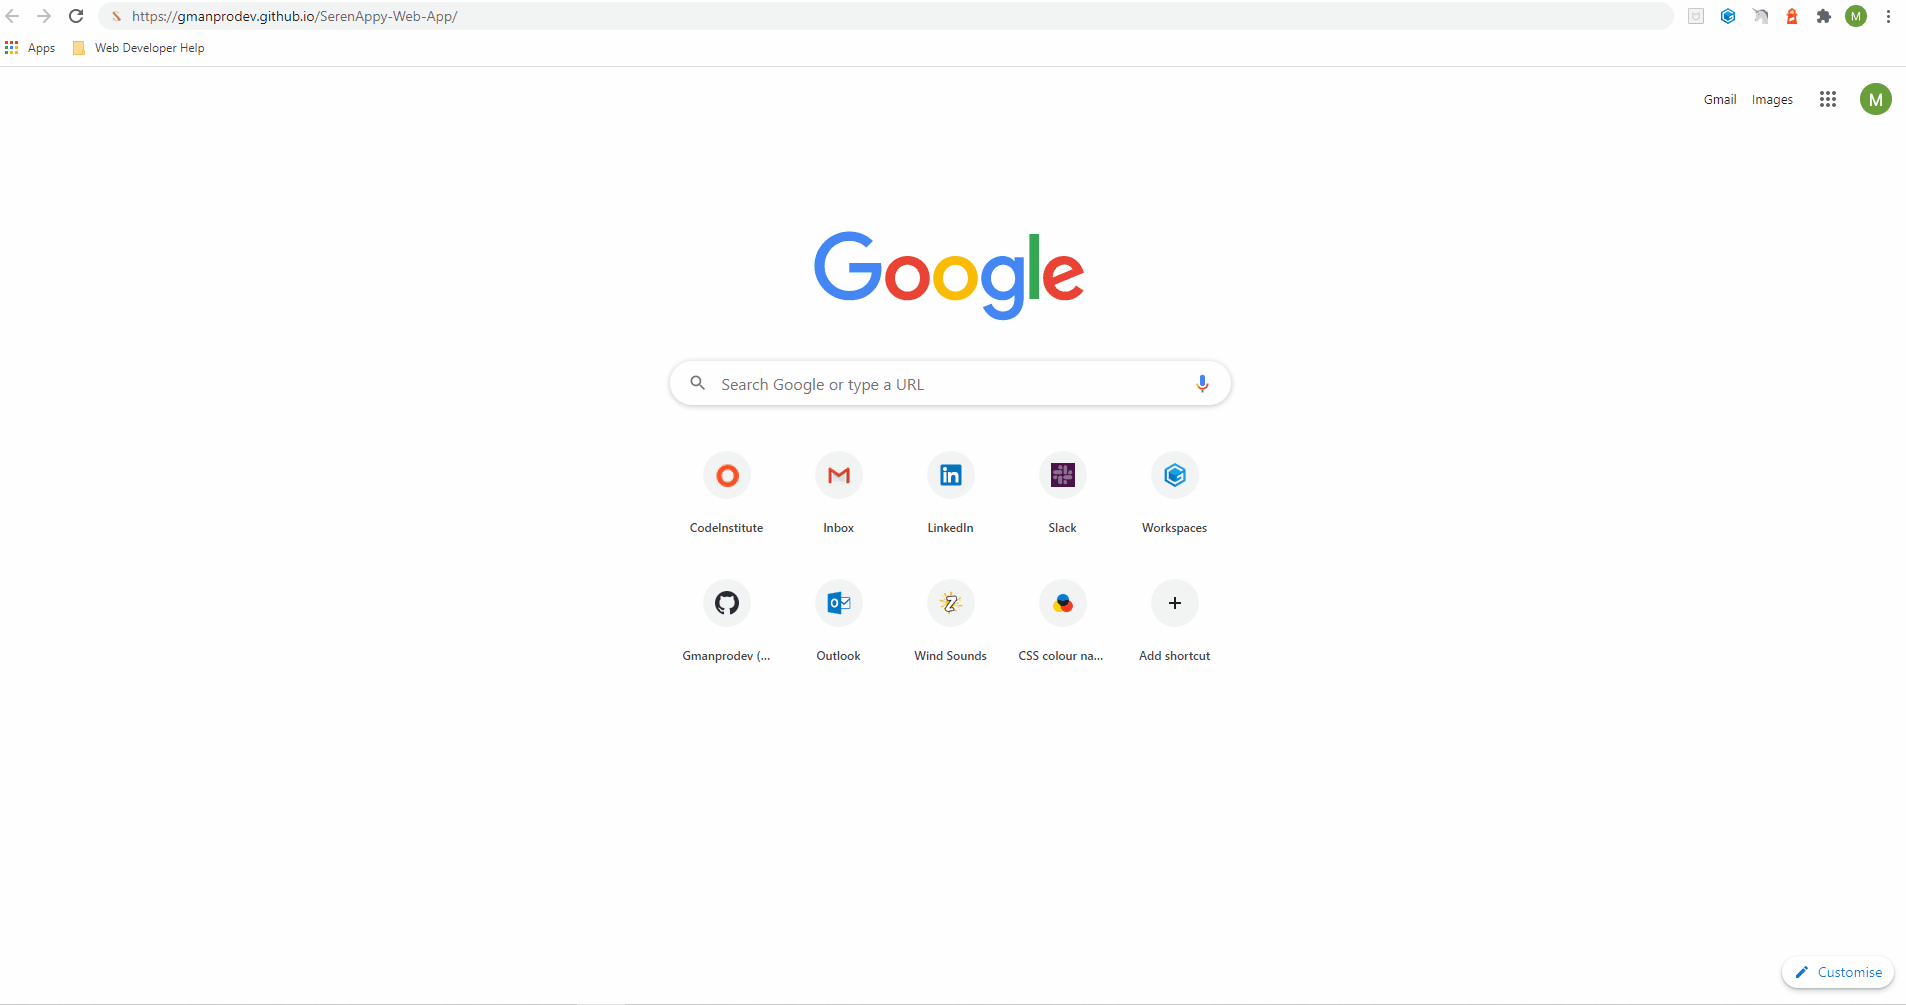 https://gmanprodev.github.io/SerenAppy-Web-App/
M
Apps
Web Developer Help
Gmail
Images
M
Google
Search Google or type a URL
in
CodeInstitute
Inbox
LinkedIn
Slack
Workspaces
Gmanprodev (...
Outlook
Wind Sounds
CSS colour na...
Add shortcut
Customise